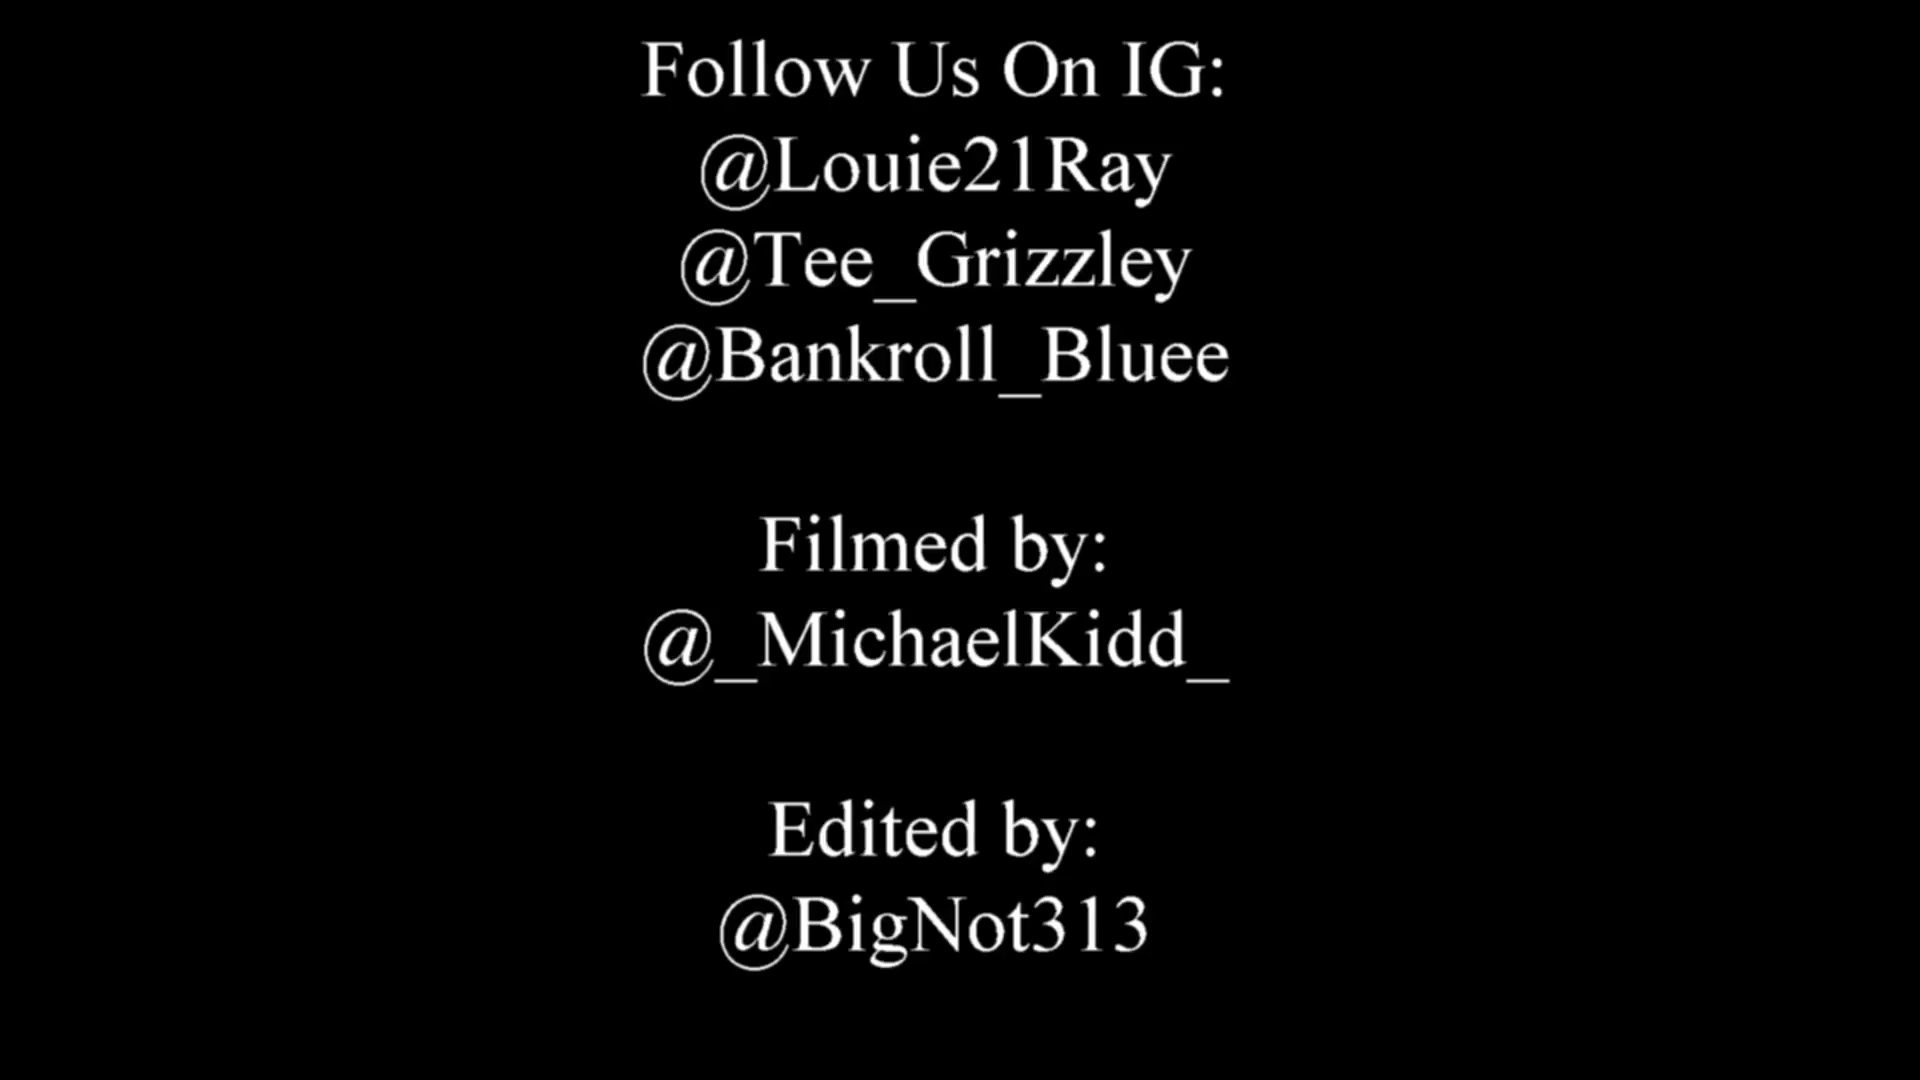 Follow Us On IG:
@Louie21Ray
@Tee_Grizzley
@Bankroll_Bluee
Filmed by:
@_MichaelKidd_
Edited by:
@BigNot313